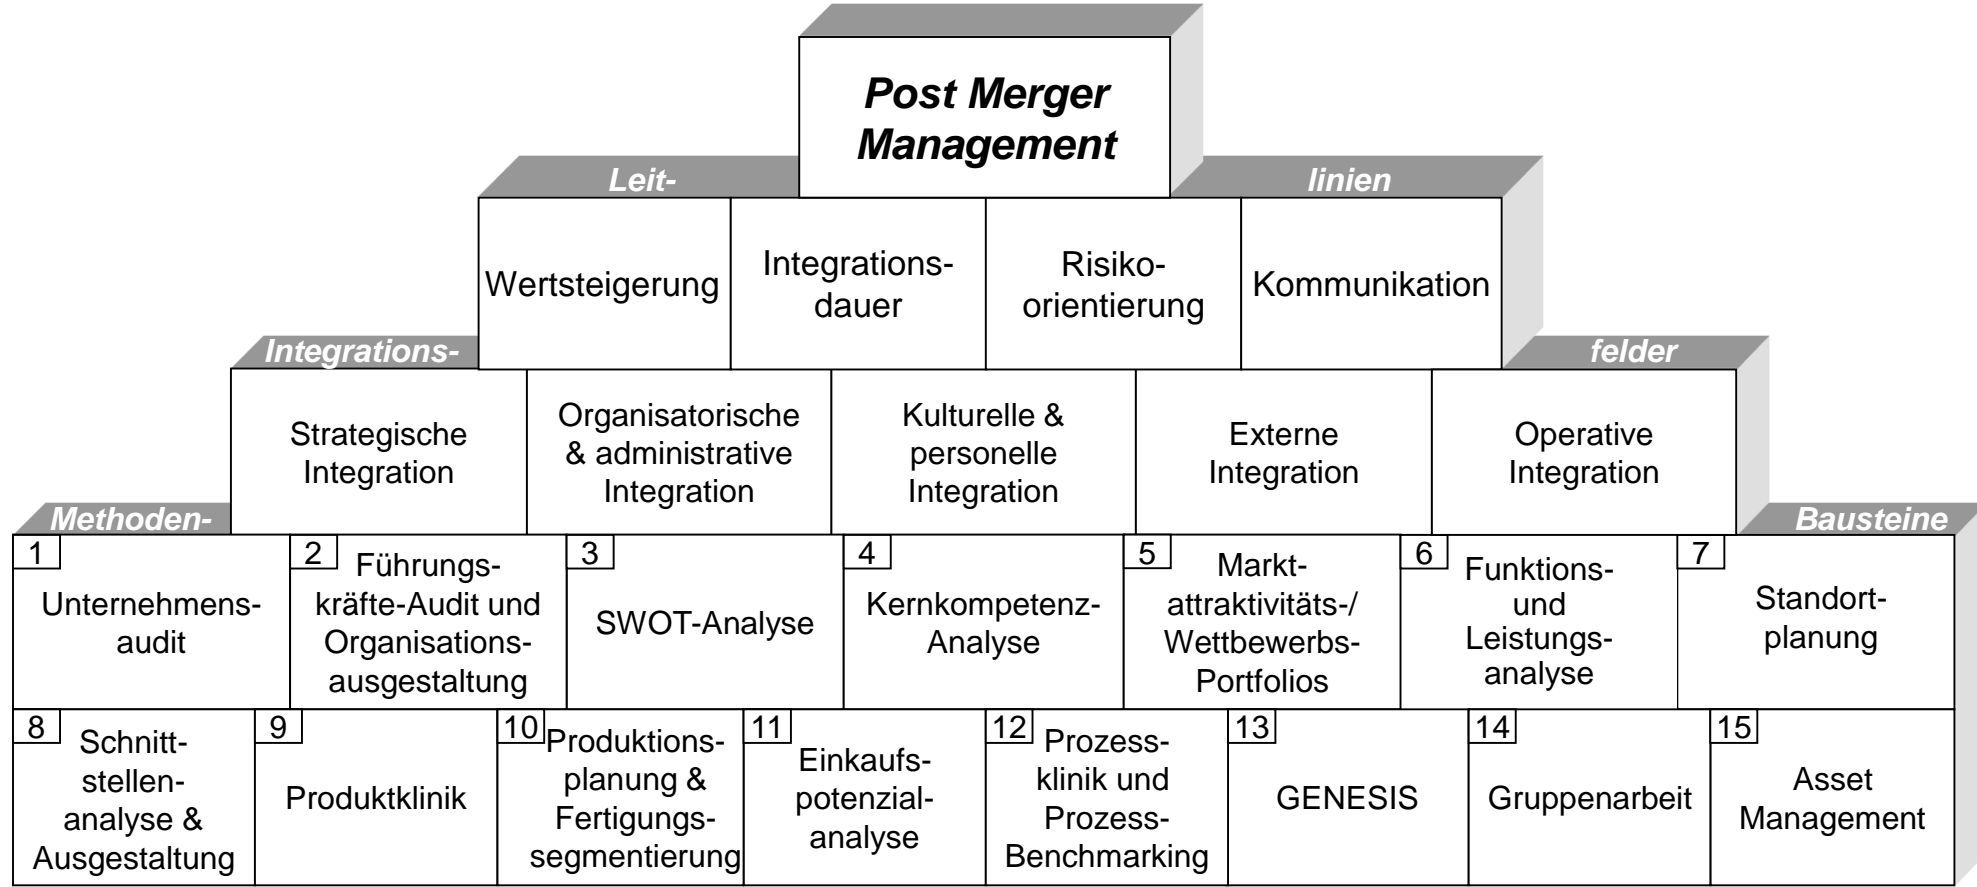 Post Merger
Management
Leit-
linien
Wertsteigerung
Integrations-
dauer
Risiko-
orientierung
Kommunikation
Integrations-
felder
Strategische
Integration
Organisatorische
& administrative
Integration
Kulturelle &
personelle
Integration
Externe
Integration
Operative
Integration
Methoden-
Bausteine
1
Unternehmens-
audit
2
Führungs-
kräfte-Audit und
Organisations-
ausgestaltung
3
SWOT-Analyse
4
Kernkompetenz-
Analyse
5
Markt-
attraktivitäts-/
Wettbewerbs-
Portfolios
6
Funktions-
und
Leistungs-
analyse
7
Standort-
planung
8
Schnitt-
stellen-
analyse &
Ausgestaltung
9
Produktklinik
10
Produktions-
planung &
Fertigungs-
segmentierung
11
Einkaufs-
potenzial-
analyse
12
Prozess-
klinik und
Prozess-
Benchmarking
13
GENESIS
14
Gruppenarbeit
15
Asset
Management